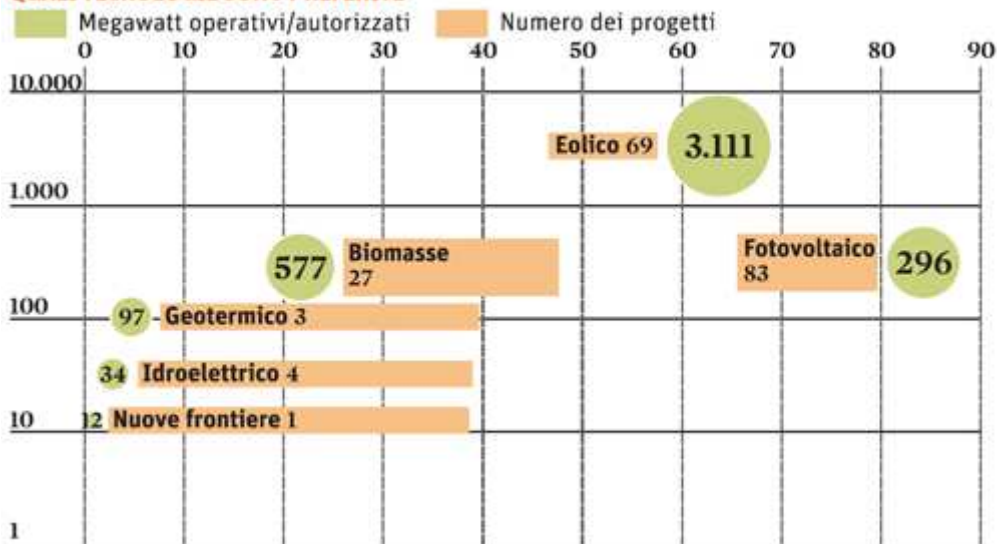 Megawatt operativi/autorizzati Numero dei progetti
0 10 20 30 40 50 60 70 80 90
10.000
Eolico 69 3.111
1.000
577 Biomasse
27
Fotovoltaico
83
296
100
97 Geotermico 3
34 Idroelettrico 4
10
12 Nuove frontiere 1
1